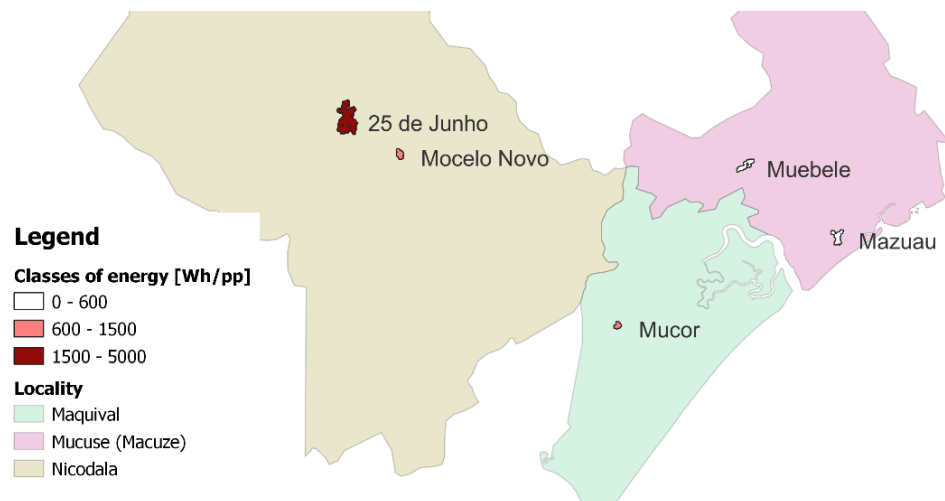 25 de Junho
Mocelo Novo
Muebele
Mazuau
Mucor
Legend
Classes of energy [Wh/pp]
0 - 600
600 - 1500
1500 - 5000
Locality
Maquival
Mucuse (Macuze)
Nicodala